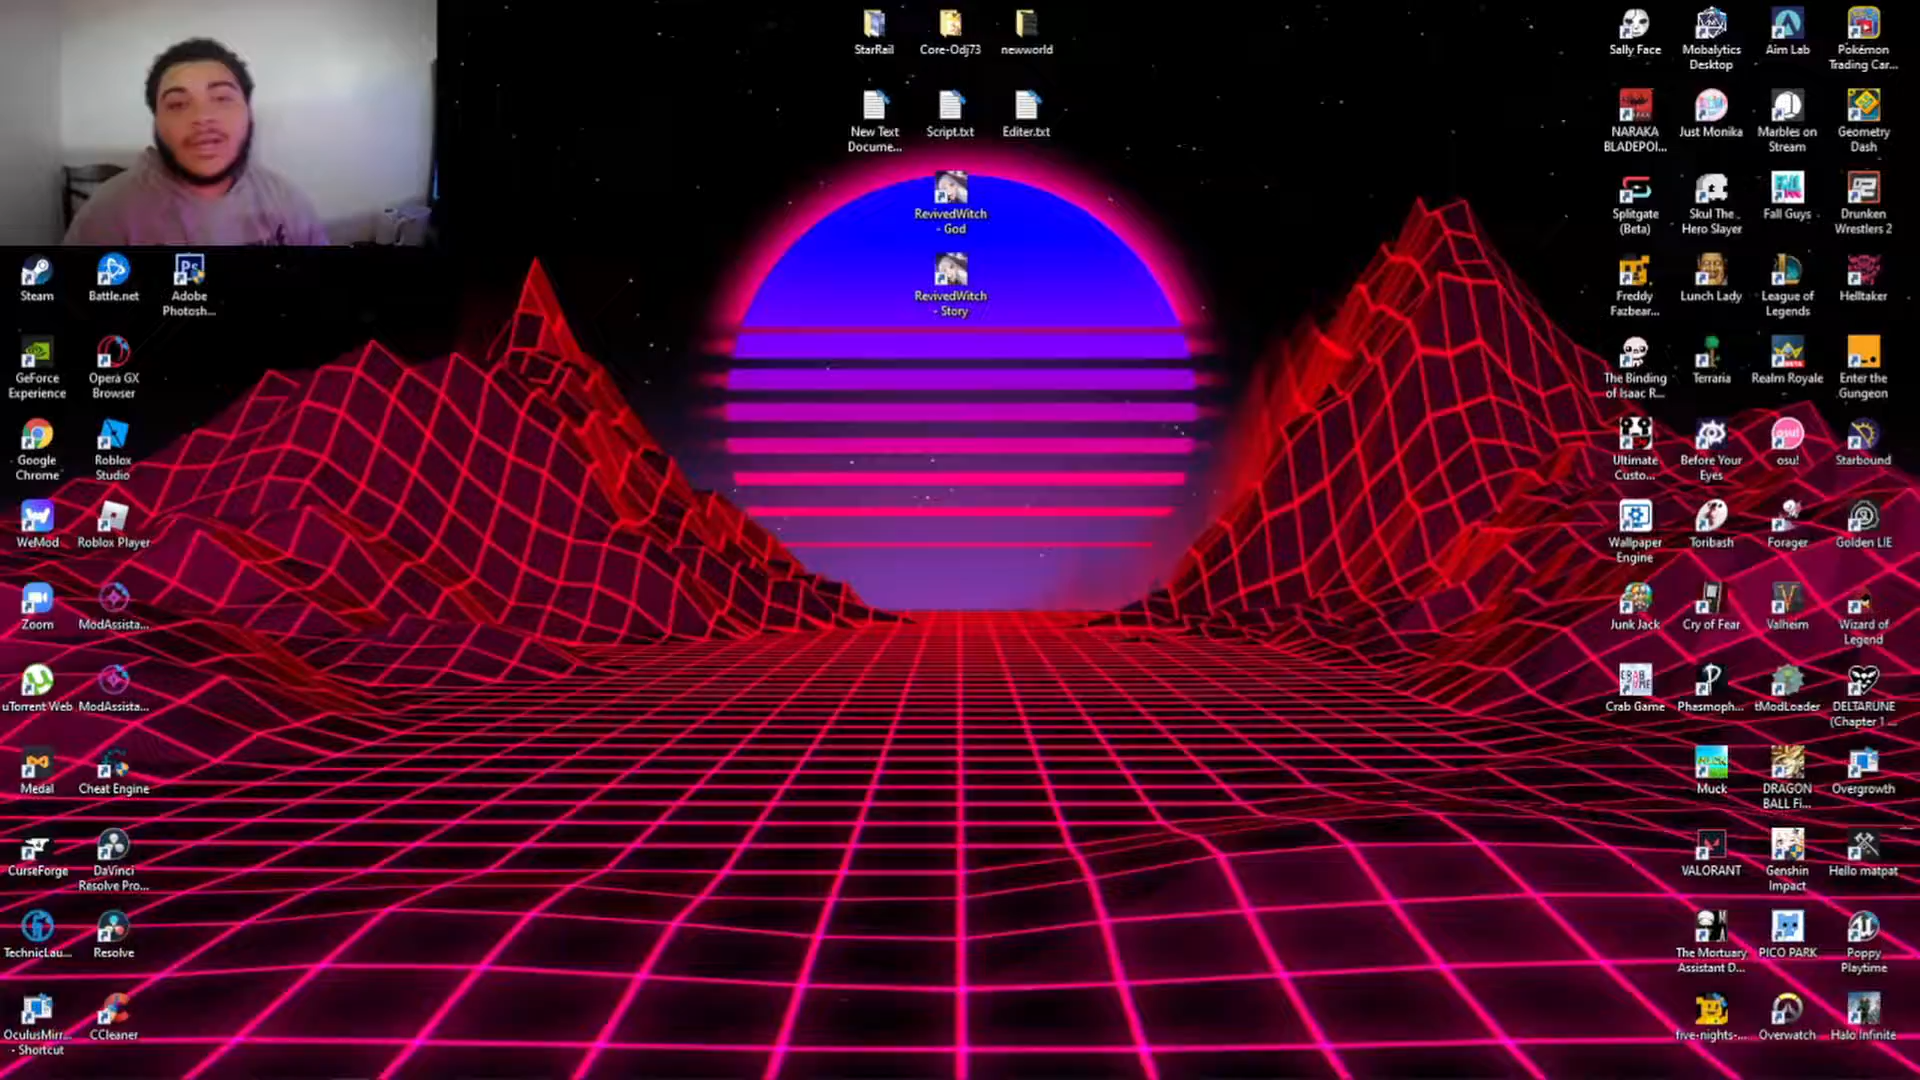 StarRail
Core-Odj73
newworld
New Text
Docume...
Script.txt
Editer.txt
RevivedWitch
- God
RevivedWitch
- Story
Steam
Battle.net
Adobe
Photosh...
GeForce
Experience
Opera GX
Browser
Google
Chrome
Roblox
Studio
WeMod
Roblox Player
Zoom
ModAssista...
uTorrent Web
ModAssista...
Medal
Cheat Engine
CurseForge
DaVinci
Resolve Pro...
TechnicLau...
Resolve
OculusMirr...
- Shortcut
CCleaner
Sally Face
Mobalytics
Desktop
Aim Lab
Pokémon
Trading Car...
NARAKA
BLADEPOI...
Just Monika
Marbles on
Stream
Geometry
Dash
Splitgate
(Beta)
Skul The
Hero Slayer
Fall Guys
Drunken
Wrestlers 2
Freddy
Fazbear...
Lunch Lady
League of
Legends
Helltaker
The Binding
of Isaac R...
Terraria
Realm Royale
Enter the
Gungeon
Ultimate
Custo...
Before Your
Eyes
osu!
Starbound
Wallpaper
Engine
Toribash
Forager
Golden LIE
Junk Jack
Cry of Fear
Valheim
Wizard of
Legend
Crab Game
Phasmoph...
tModLoader
DELTARUNE
(Chapter 1 ...
Muck
DRAGON
BALL Fi...
Overgrowth
VALORANT
Genshin
Impact
Hello matpat
The Mortuary
Assistant D...
PICO PARK
Poppy
Playtime
five-nights-...
Overwatch
Halo Infinite